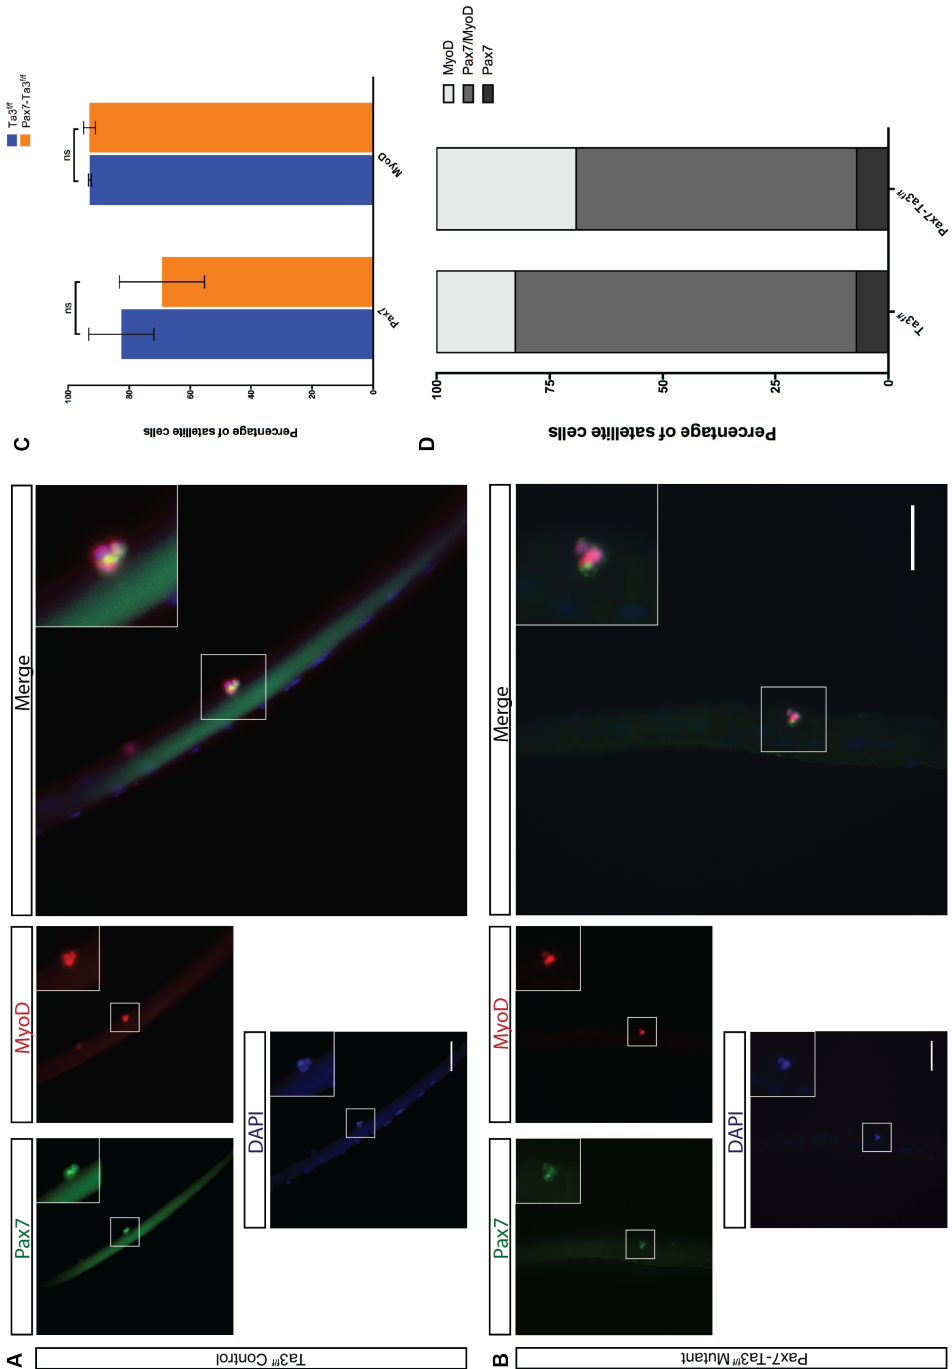 A
Ta3f/f Control
Pax7
MyoD
DAPI
Merge
B
Pax7-Ta3f/f Mutant
Pax7
MyoD
DAPI
Merge
C
Ta3f/f
Pax7-Ta3f/f
Percentage of satellite cells
100
80
60
40
20
0
ns
ns
Pax7
MyoD
D
MyoD
Pax7/MyoD
Pax7
Percentage of satellite cells
100
75
50
25
0
Ta3f/f
Pax7-Ta3f/f